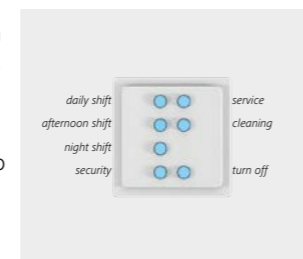 daily shift service
afternoon shift cleaning
night shift
security turn off